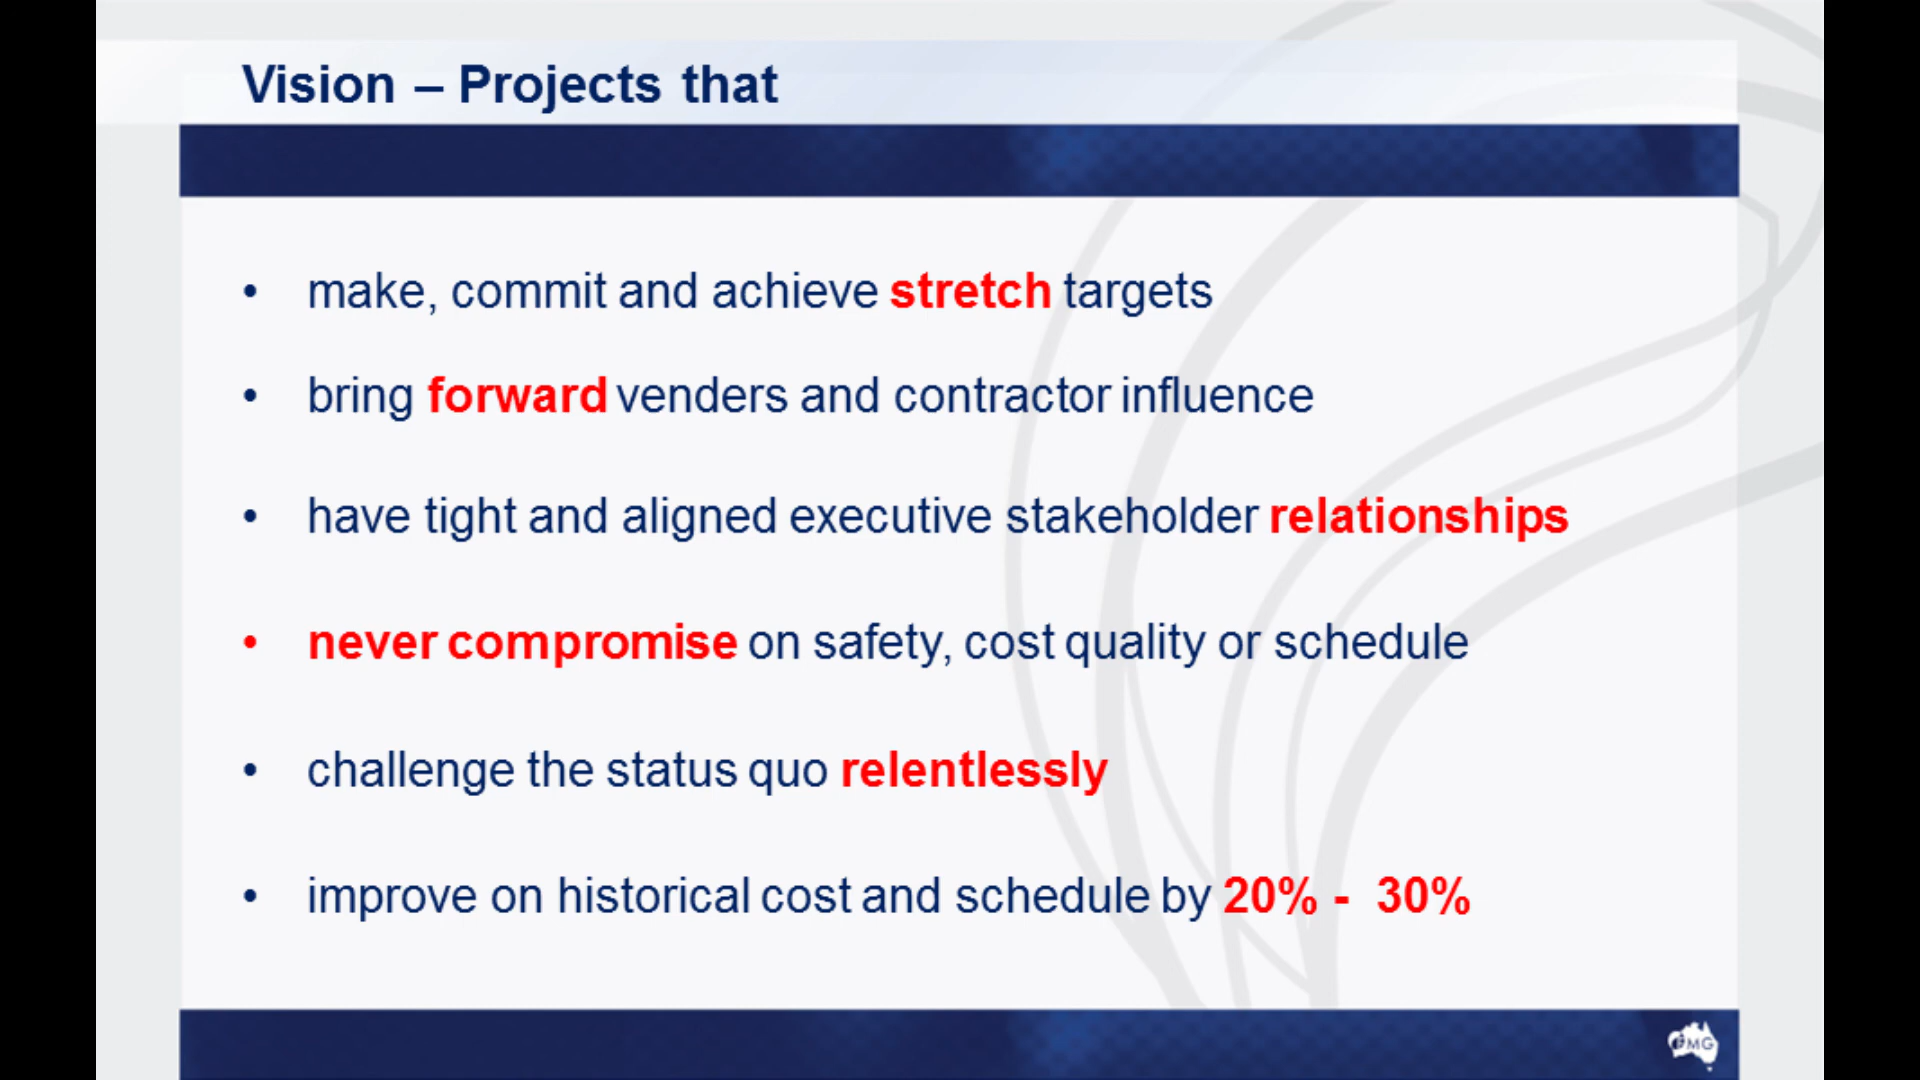 Vision – Projects that
• make, commit and achieve stretch targets
• bring forward venders and contractor influence
• have tight and aligned executive stakeholder relationships
• never compromise on safety, cost quality or schedule
• challenge the status quo relentlessly
• improve on historical cost and schedule by 20% - 30%